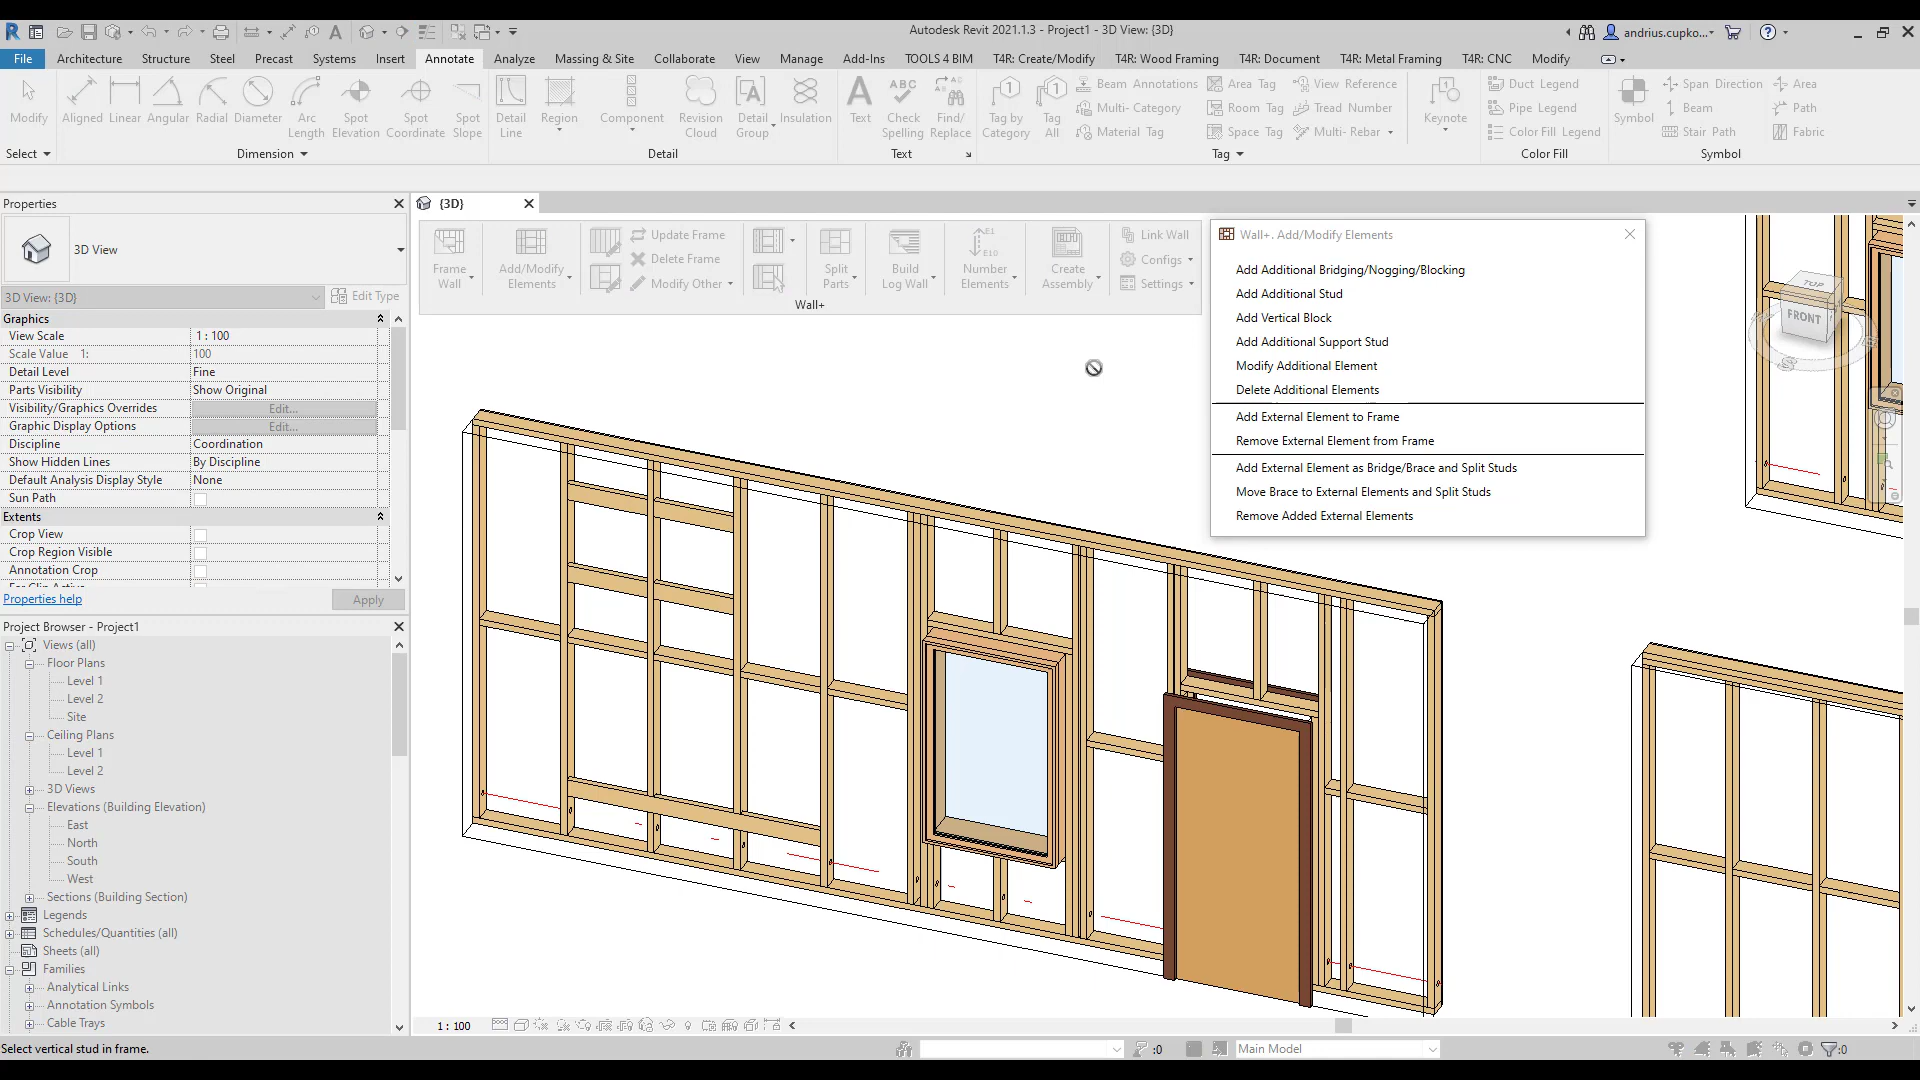 Autodesk Revit 2021.1.3 - Project1 - 3D View: {3D}
andrius.cupko...
File Architecture Structure Steel Precast Systems Insert Annotate Analyze Massing & Site Collaborate View Manage Add-Ins TOOLS 4 BIM T4R: Create/Modify T4R: Wood Framing T4R: Document T4R: Metal Framing T4R: CNC Modify
Modify
Aligned Linear Angular Radial Diameter Arc Length Spot Elevation Spot Coordinate Spot Slope
Detail Line Region Component Revision Cloud Detail Group Insulation
Text Check Spelling Find/ Replace
Tag by Category Tag All
Beam Annotations Area Tag View Reference
Multi- Category Room Tag Tread Number
Material Tag Space Tag Multi- Rebar
Keynote
Duct Legend
Pipe Legend
Color Fill Legend
Symbol
Span Direction Area
Beam Path
Stair Path Fabric
Select Dimension Detail Text Tag Color Fill Symbol
Properties
{3D}
3D View
3D View: {3D} Edit Type
Graphics
View Scale 1 : 100
Scale Value 1: 100
Detail Level Fine
Parts Visibility Show Original
Visibility/Graphics Overrides Edit...
Graphic Display Options Edit...
Discipline Coordination
Show Hidden Lines By Discipline
Default Analysis Display Style None
Sun Path
Extents
Crop View
Crop Region Visible
Annotation Crop
Properties help Apply
Project Browser - Project1
Views (all)
Floor Plans
Level 1
Level 2
Site
Ceiling Plans
Level 1
Level 2
3D Views
Elevations (Building Elevation)
East
North
South
West
Sections (Building Section)
Legends
Schedules/Quantities (all)
Sheets (all)
Families
Analytical Links
Annotation Symbols
Cable Trays
Frame Wall
Add/Modify Elements
Update Frame
Delete Frame
Modify Other
Split Parts
Build Log Wall
E1
E10
Number Elements
Create Assembly
Link Wall
Configs
Settings
Wall+
Wall+. Add/Modify Elements
Add Additional Bridging/Nogging/Blocking
Add Additional Stud
Add Vertical Block
Add Additional Support Stud
Modify Additional Element
Delete Additional Elements
Add External Element to Frame
Remove External Element from Frame
Add External Element as Bridge/Brace and Split Studs
Move Brace to External Elements and Split Studs
Remove Added External Elements
TOP
FRONT
S
1 : 100
Select vertical stud in frame.
:0
Main Model
:0